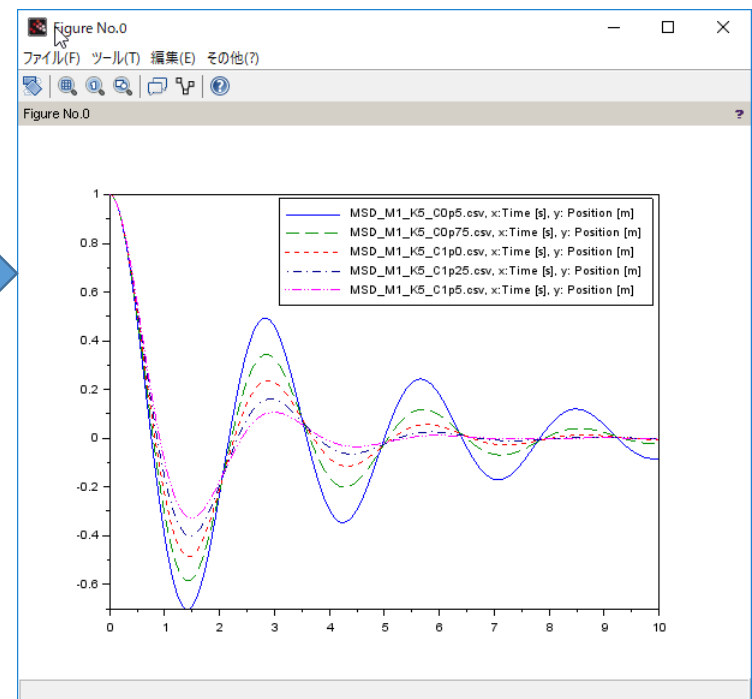 Figure No.0
ファイル(F) ツール(T) 編集(E) その他(?)
Figure No.0
?
MSD_M1_K5_C0p5.csv, x:Time [s], y: Position [m]
MSD_M1_K5_C0p75.csv, x:Time [s], y: Position [m]
MSD_M1_K5_C1p0.csv, x:Time [s], y: Position [m]
MSD_M1_K5_C1p25.csv, x:Time [s], y: Position [m]
MSD_M1_K5_C1p5.csv, x:Time [s], y: Position [m]
1
0.8
0.6
0.4
0.2
0
-0.2
-0.4
-0.6
0 1 2 3 4 5 6 7 8 9 10